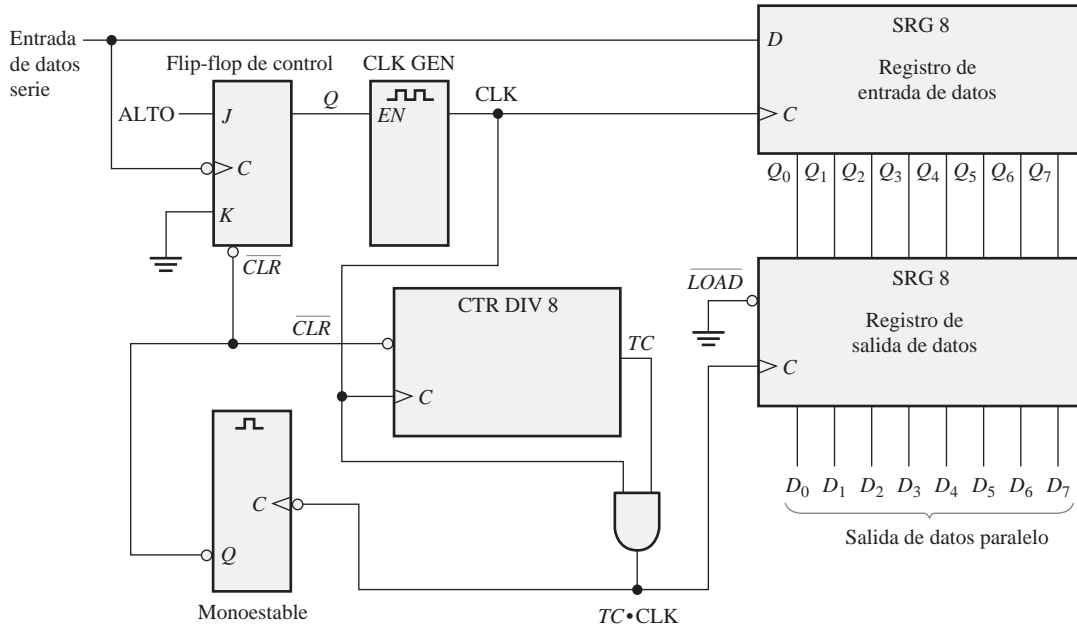 Entrada
de datos
serie
Flip-flop de control
CLK GEN
ALTO
J
C
K
Q
EN
CLK
CLR
SRG 8
Registro de
entrada de datos
D
C
Q0 Q1 Q2 Q3 Q4 Q5 Q6 Q7
CLR
CTR DIV 8
C
TC
LOAD
SRG 8
Registro de
salida de datos
C
D0 D1 D2 D3 D4 D5 D6 D7
Salida de datos paralelo
C
Q
Monoestable
TC•CLK